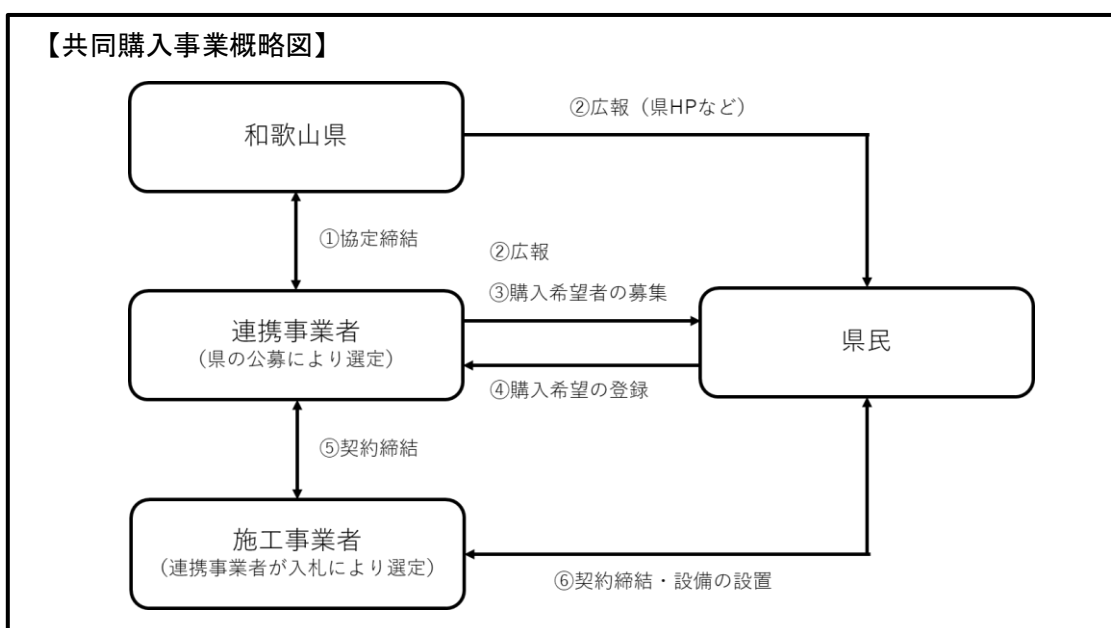 【共同購入事業概略図】
②広報（県HPなど）
和歌山県
①協定締結
②広報
③購入希望者の募集
連携事業者
（県の公募により選定）
県民
④購入希望の登録
⑤契約締結
施工事業者
（連携事業者が入札により選定）
⑥契約締結・設備の設置